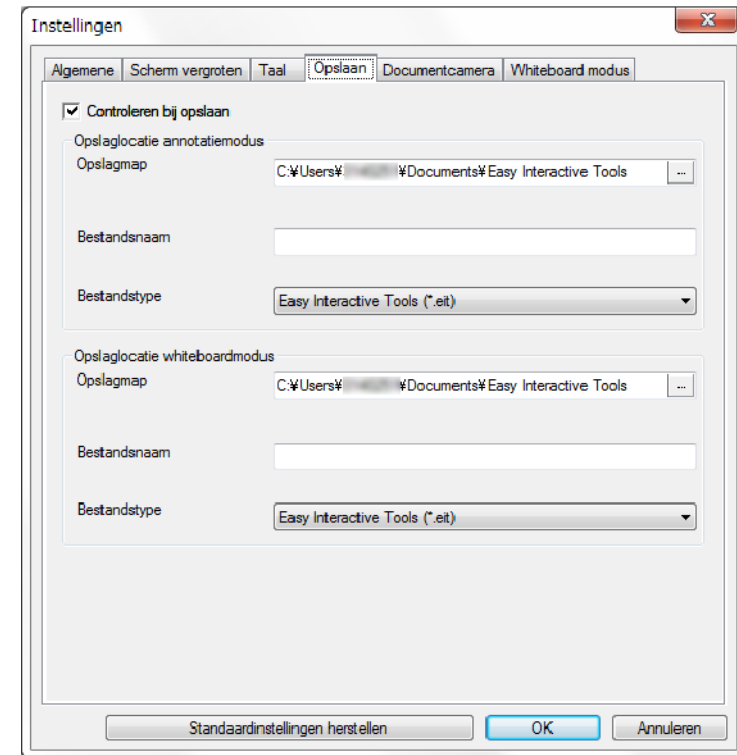 Instellingen
Algemene Scherm vergroten Taal Opslaan Documentcamera Whiteboard modus
Controleren bij opslaan
Opslaglocatie annotatiemodus
Opslagmap C:¥Users¥ ¥Documents¥Easy Interactive Tools ...
Bestandsnaam
Bestandstype Easy Interactive Tools (*.eit)
Opslaglocatie whiteboardmodus
Opslagmap C:¥Users¥ ¥Documents¥Easy Interactive Tools ...
Bestandsnaam
Bestandstype Easy Interactive Tools (*.eit)
Standaardinstellingen herstellen OK Annuleren